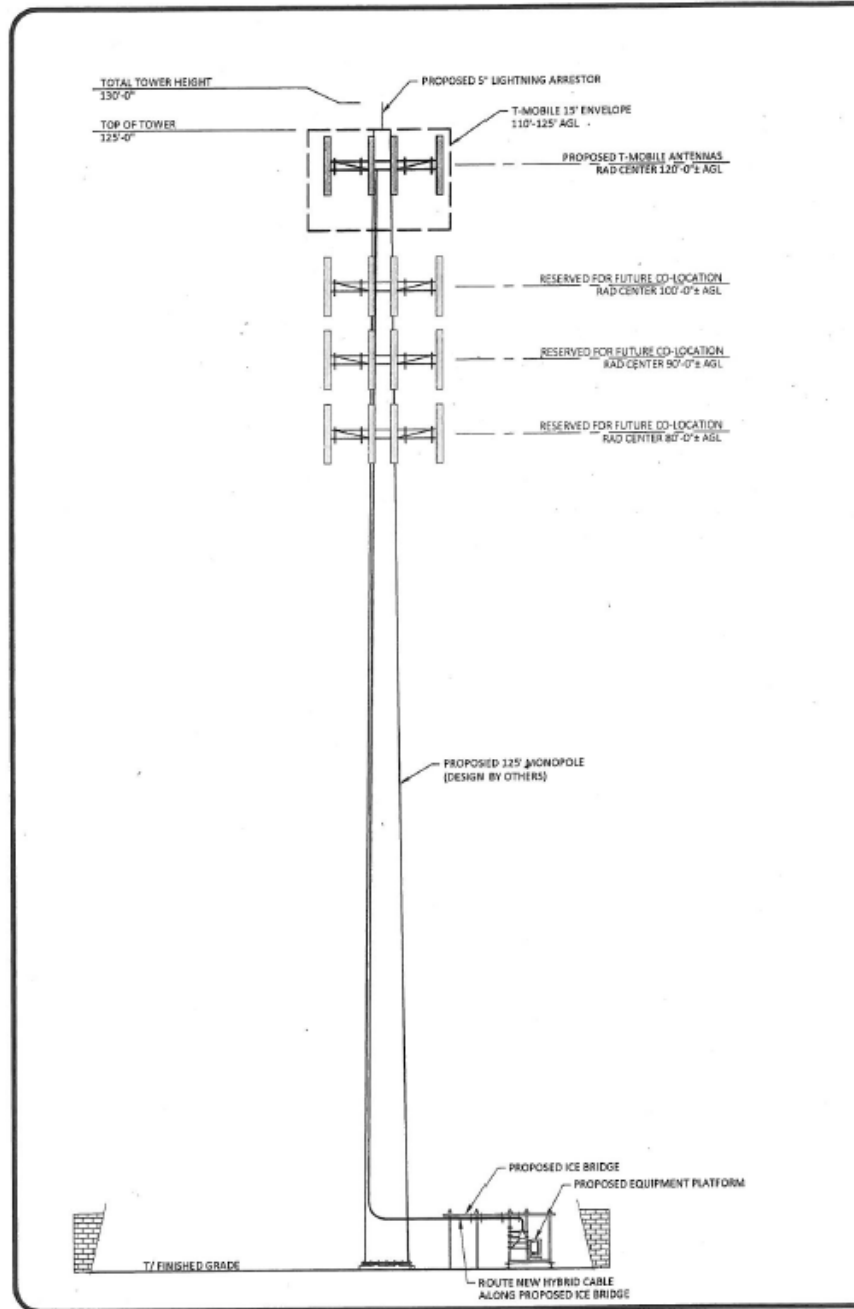 TOTAL TOWER HEIGHT
130'-0"
PROPOSED 5' LIGHTNING ARRESTOR
TOP OF TOWER
125'-0"
T-MOBILE 15' ENVELOPE
110'-125' AGL
PROPOSED T-MOBILE ANTENNAS
RAD CENTER 120'-0"± AGL
RESERVED FOR FUTURE CO-LOCATION
RAD CENTER 100'-0"± AGL
RESERVED FOR FUTURE CO-LOCATION
RAD CENTER 90'-0"± AGL
RESERVED FOR FUTURE CO-LOCATION
RAD CENTER 80'-0"± AGL
PROPOSED 125' MONOPOLE
(DESIGN BY OTHERS)
PROPOSED ICE BRIDGE
PROPOSED EQUIPMENT PLATFORM
T/ FINISHED GRADE
ROUTE NEW HYBRID CABLE
ALONG PROPOSED ICE BRIDGE